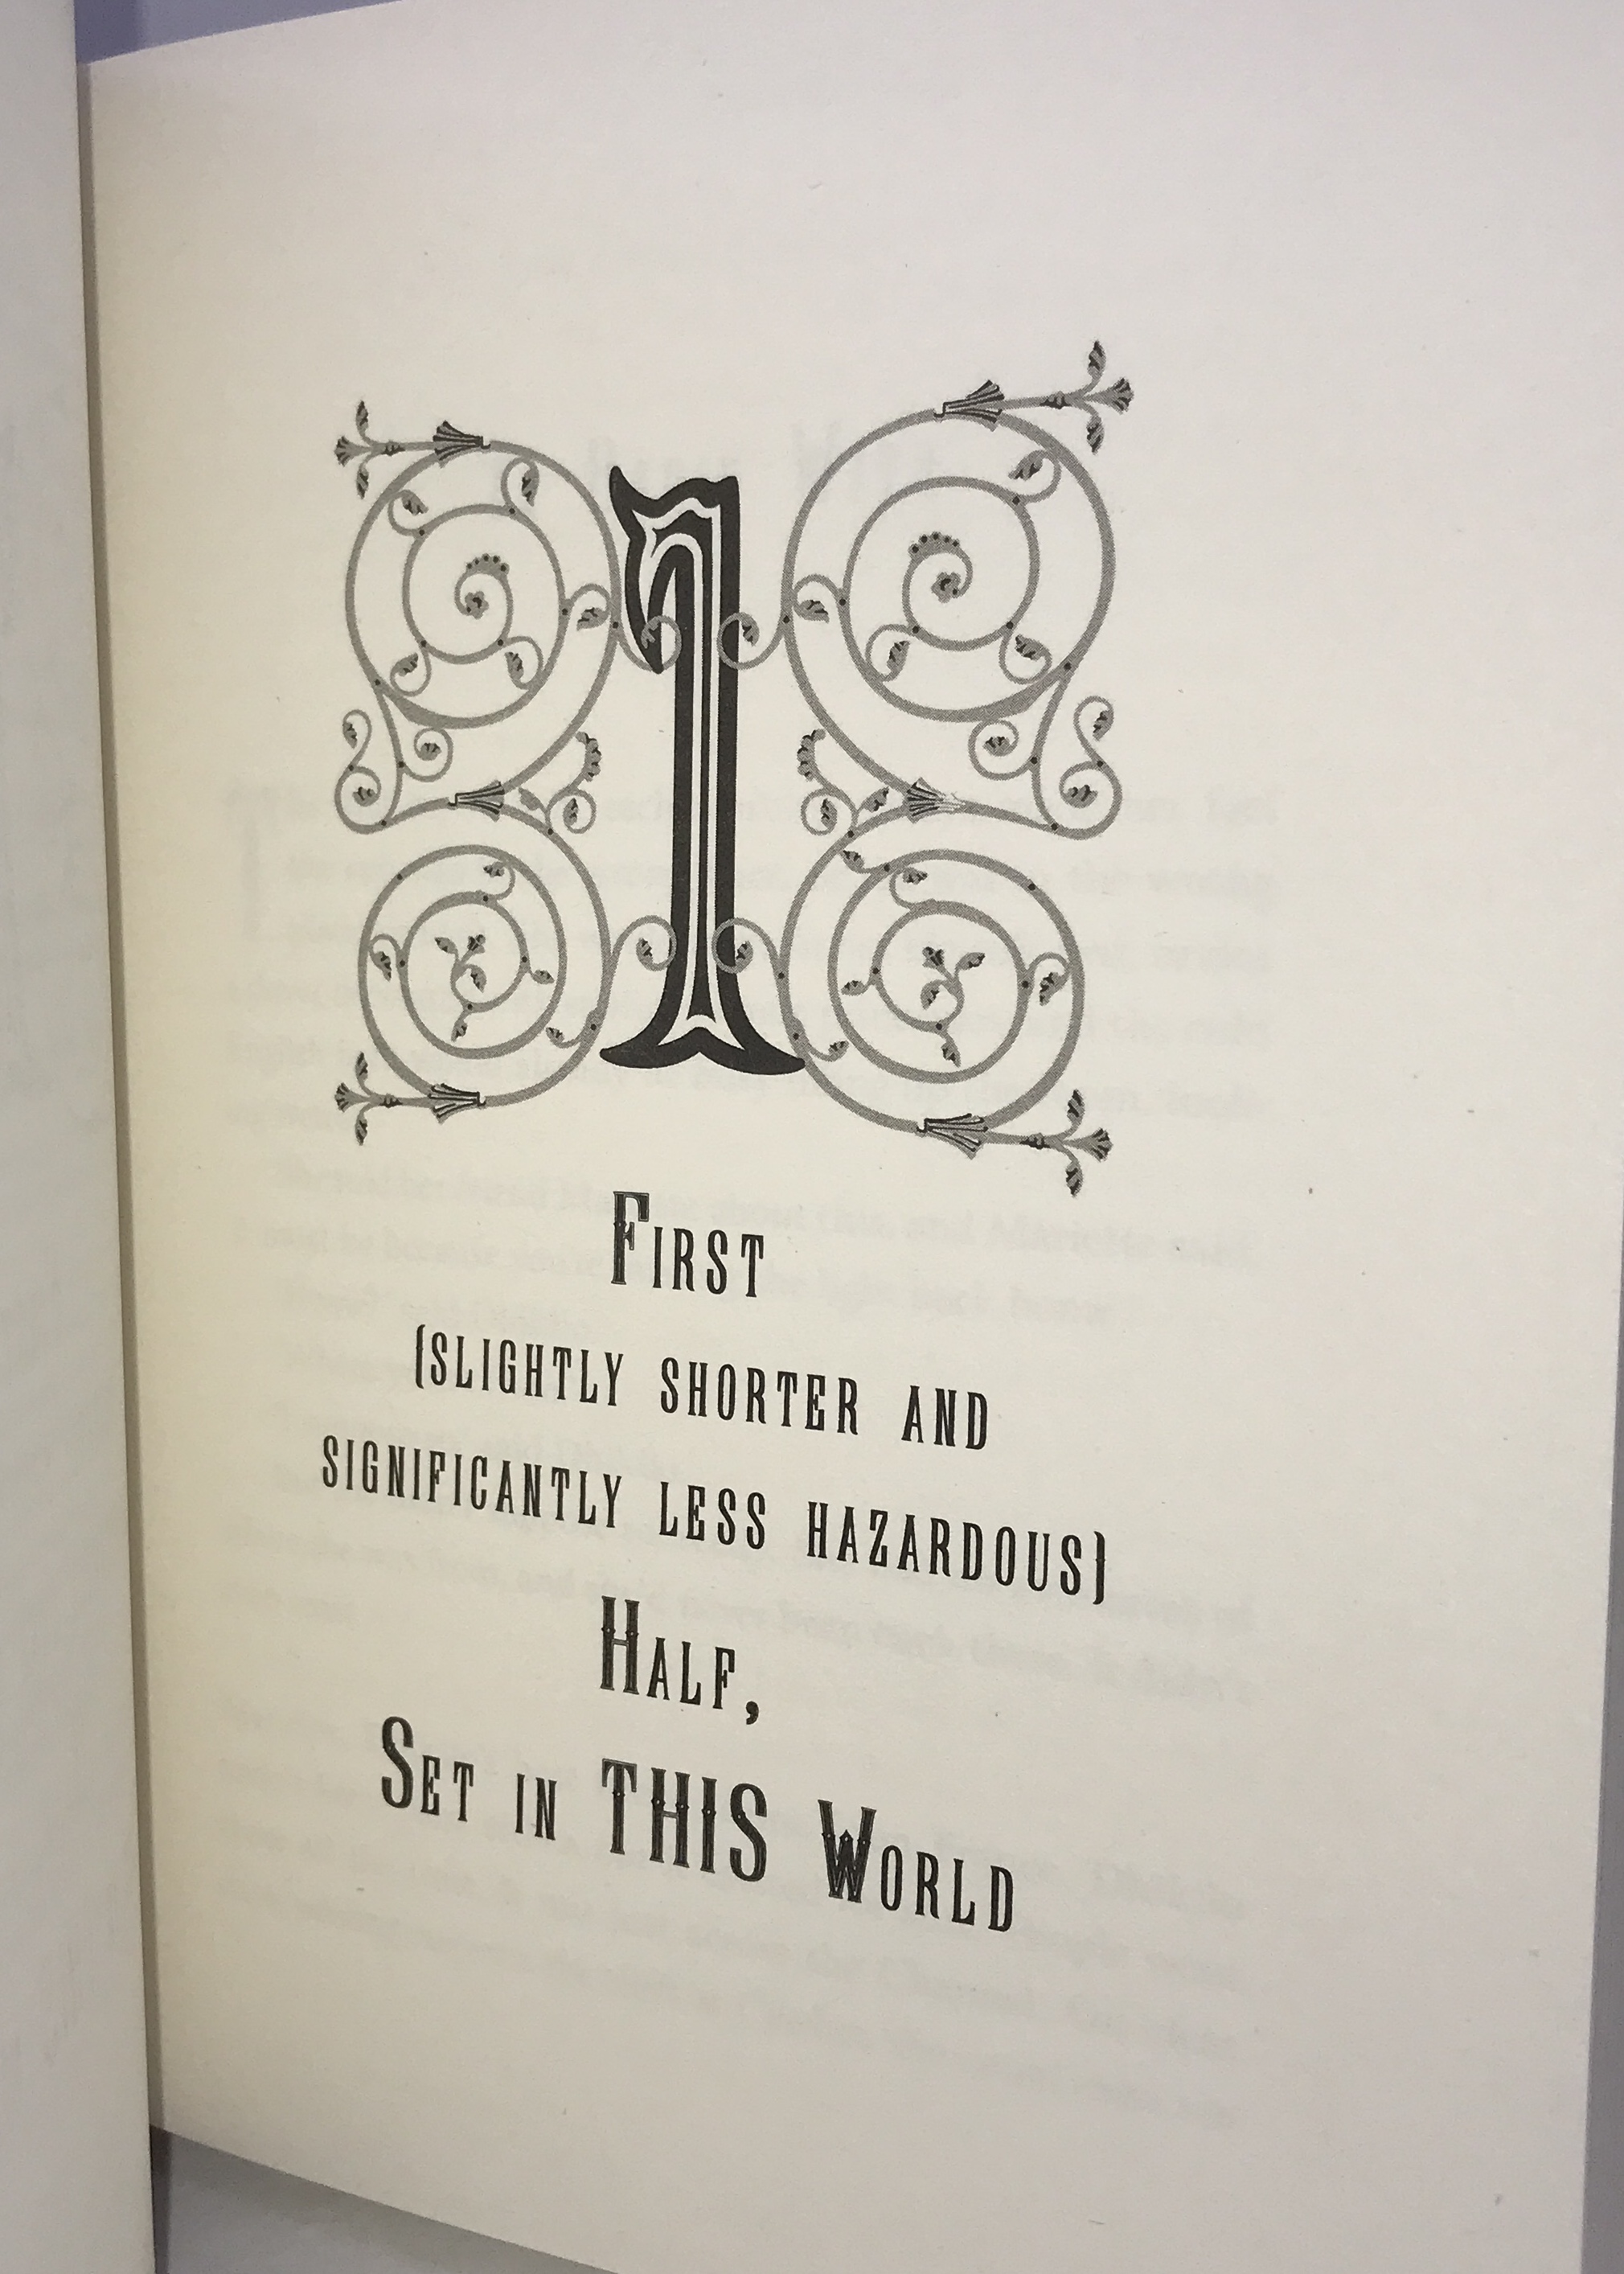 1
First
(slightly shorter and
significantly less hazardous)
Half,
Set in THIS World